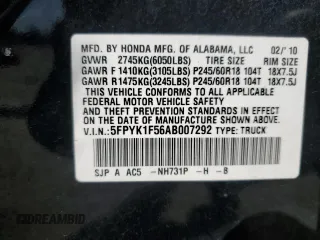 MFD. BY HONDA MFG. OF ALABAMA, LLC 02/'10
GVWR 2745KG(6050LBS) TIRE SIZE RIM SIZE
GAWR F 1410KG(3105LBS) P245/60R18 104T 18X7.5J
GAWR R 1475KG(3245LBS) P245/60R18 104T 18X7.5J
THIS VEHICLE CONFORMS TO ALL APPLICABLE
FEDERAL MOTOR VEHICLE SAFETY STANDARDS IN
EFFECT ON THE DATE OF MANUFACTURE SHOWN ABOVE.
V.I.N.: 5FPYK1F56AB007292 TYPE: TRUCK
SJP A AC5 -NH731P -H -8
© DREAMBID